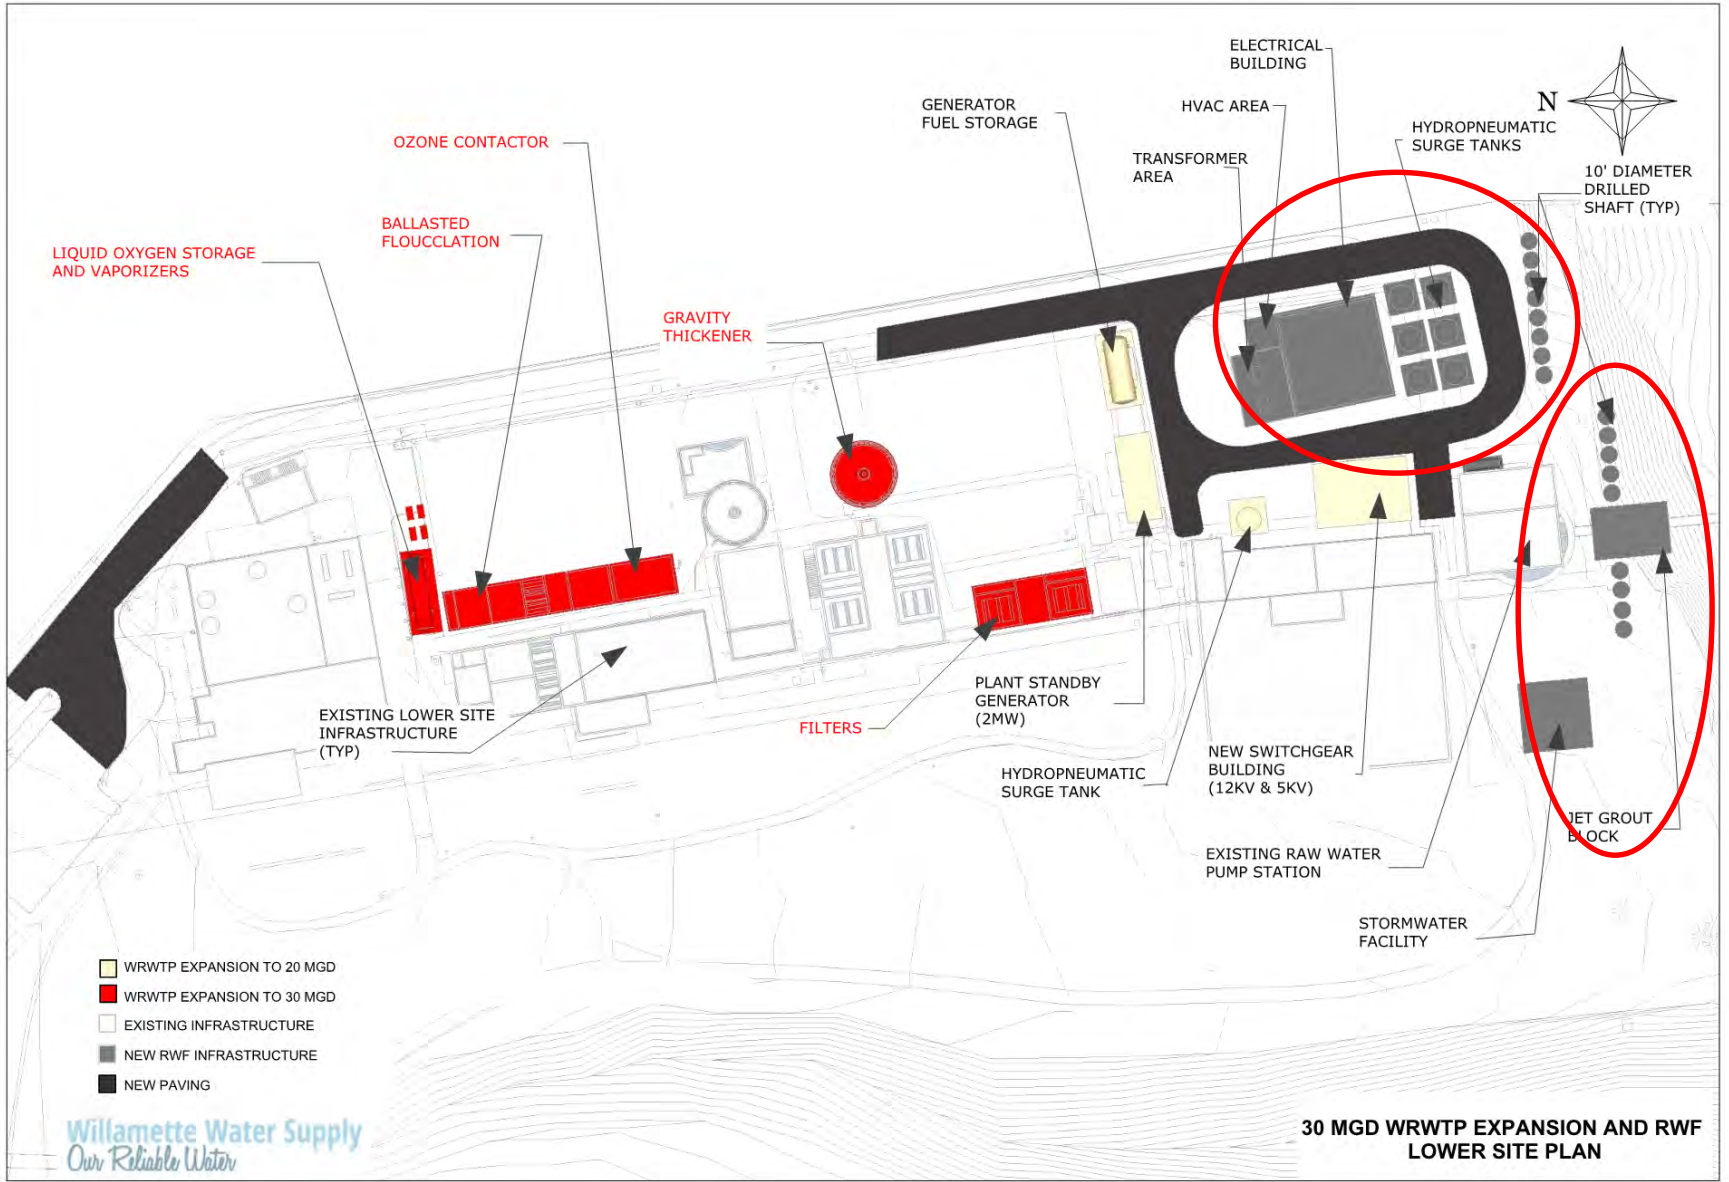 ELECTRICAL
BUILDING
GENERATOR
FUEL STORAGE
HVAC AREA
N
HYDROPNEUMATIC
SURGE TANKS
OZONE CONTACTOR
TRANSFORMER
AREA
10' DIAMETER
DRILLED
SHAFT (TYP)
BALLASTED
FLOUCCLATION
LIQUID OXYGEN STORAGE
AND VAPORIZERS
GRAVITY
THICKENER
EXISTING LOWER SITE
INFRASTRUCTURE
(TYP)
FILTERS
PLANT STANDBY
GENERATOR
(2MW)
HYDROPNEUMATIC
SURGE TANK
NEW SWITCHGEAR
BUILDING
(12KV & 5KV)
JET GROUT
BLOCK
EXISTING RAW WATER
PUMP STATION
STORMWATER
FACILITY
WRWTP EXPANSION TO 20 MGD
WRWTP EXPANSION TO 30 MGD
EXISTING INFRASTRUCTURE
NEW RWF INFRASTRUCTURE
NEW PAVING
Willamette Water Supply
Our Reliable Water
30 MGD WRWTP EXPANSION AND RWF
LOWER SITE PLAN